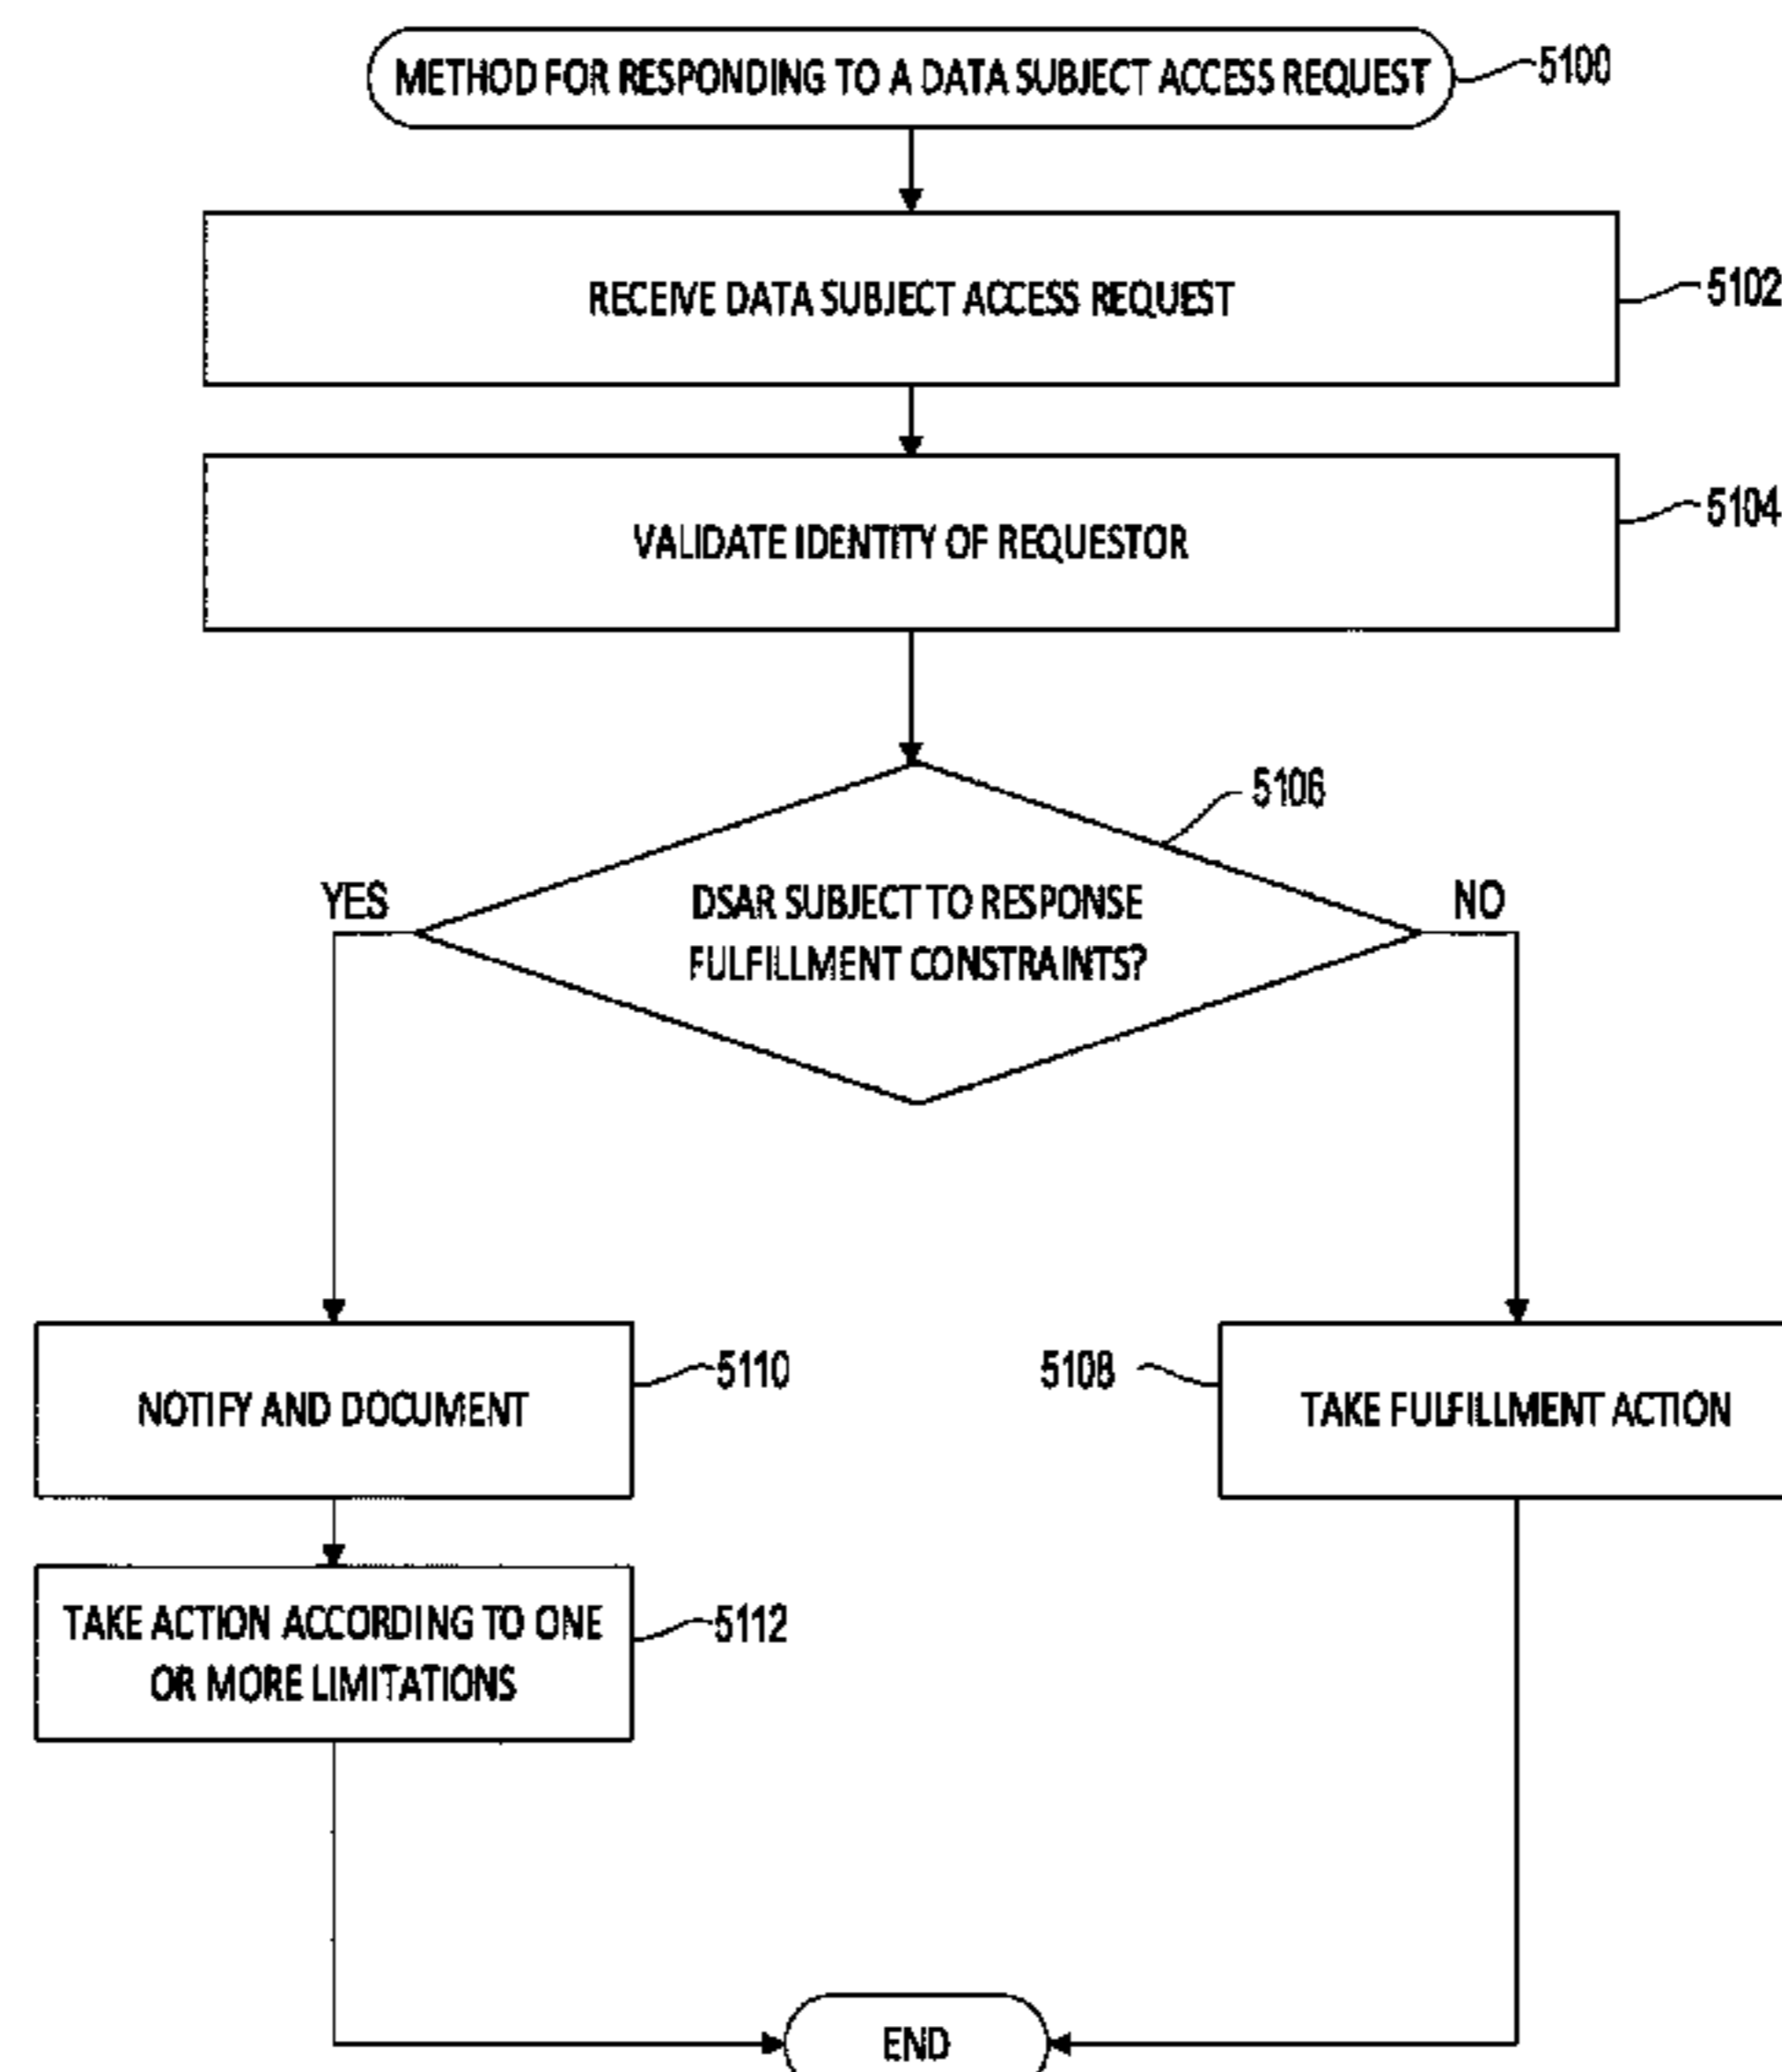 METHOD FOR RESPONDING TO A DATA SUBJECT ACCESS REQUEST
5100
RECEIVE DATA SUBJECT ACCESS REQUEST
5102
VALIDATE IDENTITY OF REQUESTOR
5104
5106
YES
DSAR SUBJECT TO RESPONSE
FULFILLMENT CONSTRAINTS?
NO
NOTIFY AND DOCUMENT
5110
5108
TAKE FULFILLMENT ACTION
TAKE ACTION ACCORDING TO ONE
OR MORE LIMITATIONS
5112
END